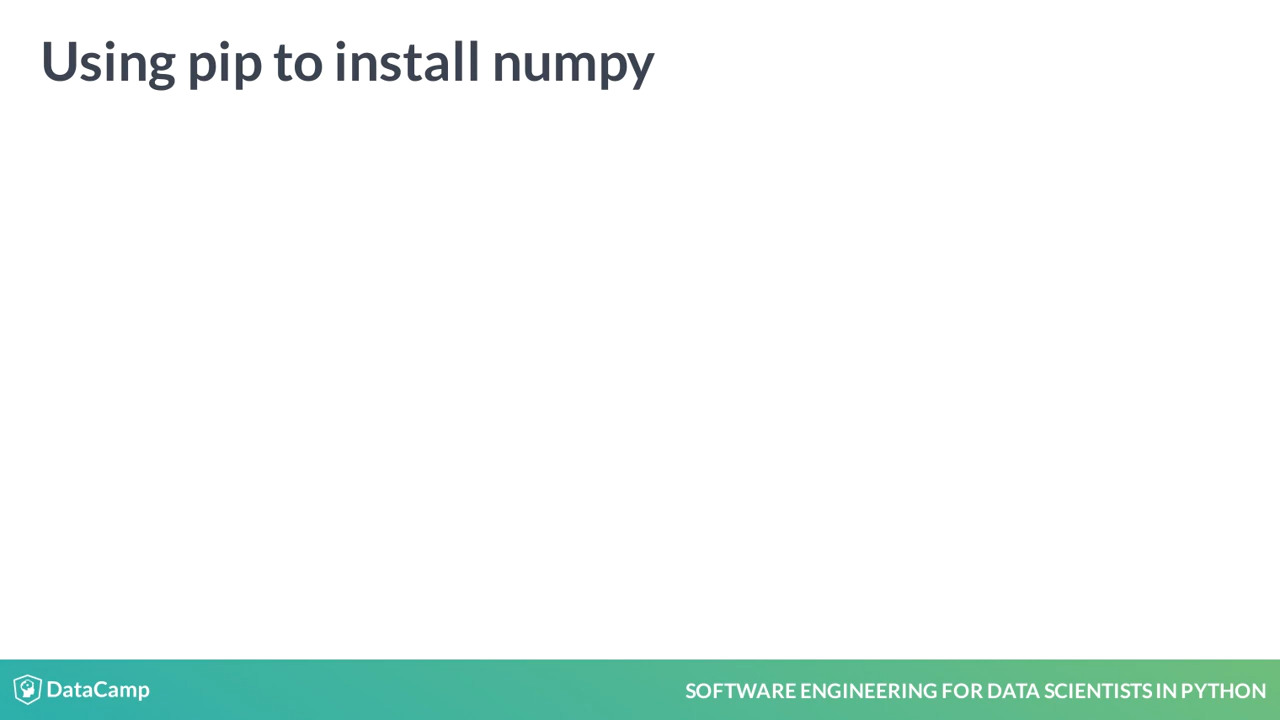 Using pip to install numpy
DataCamp
SOFTWARE ENGINEERING FOR DATA SCIENTISTS IN PYTHON